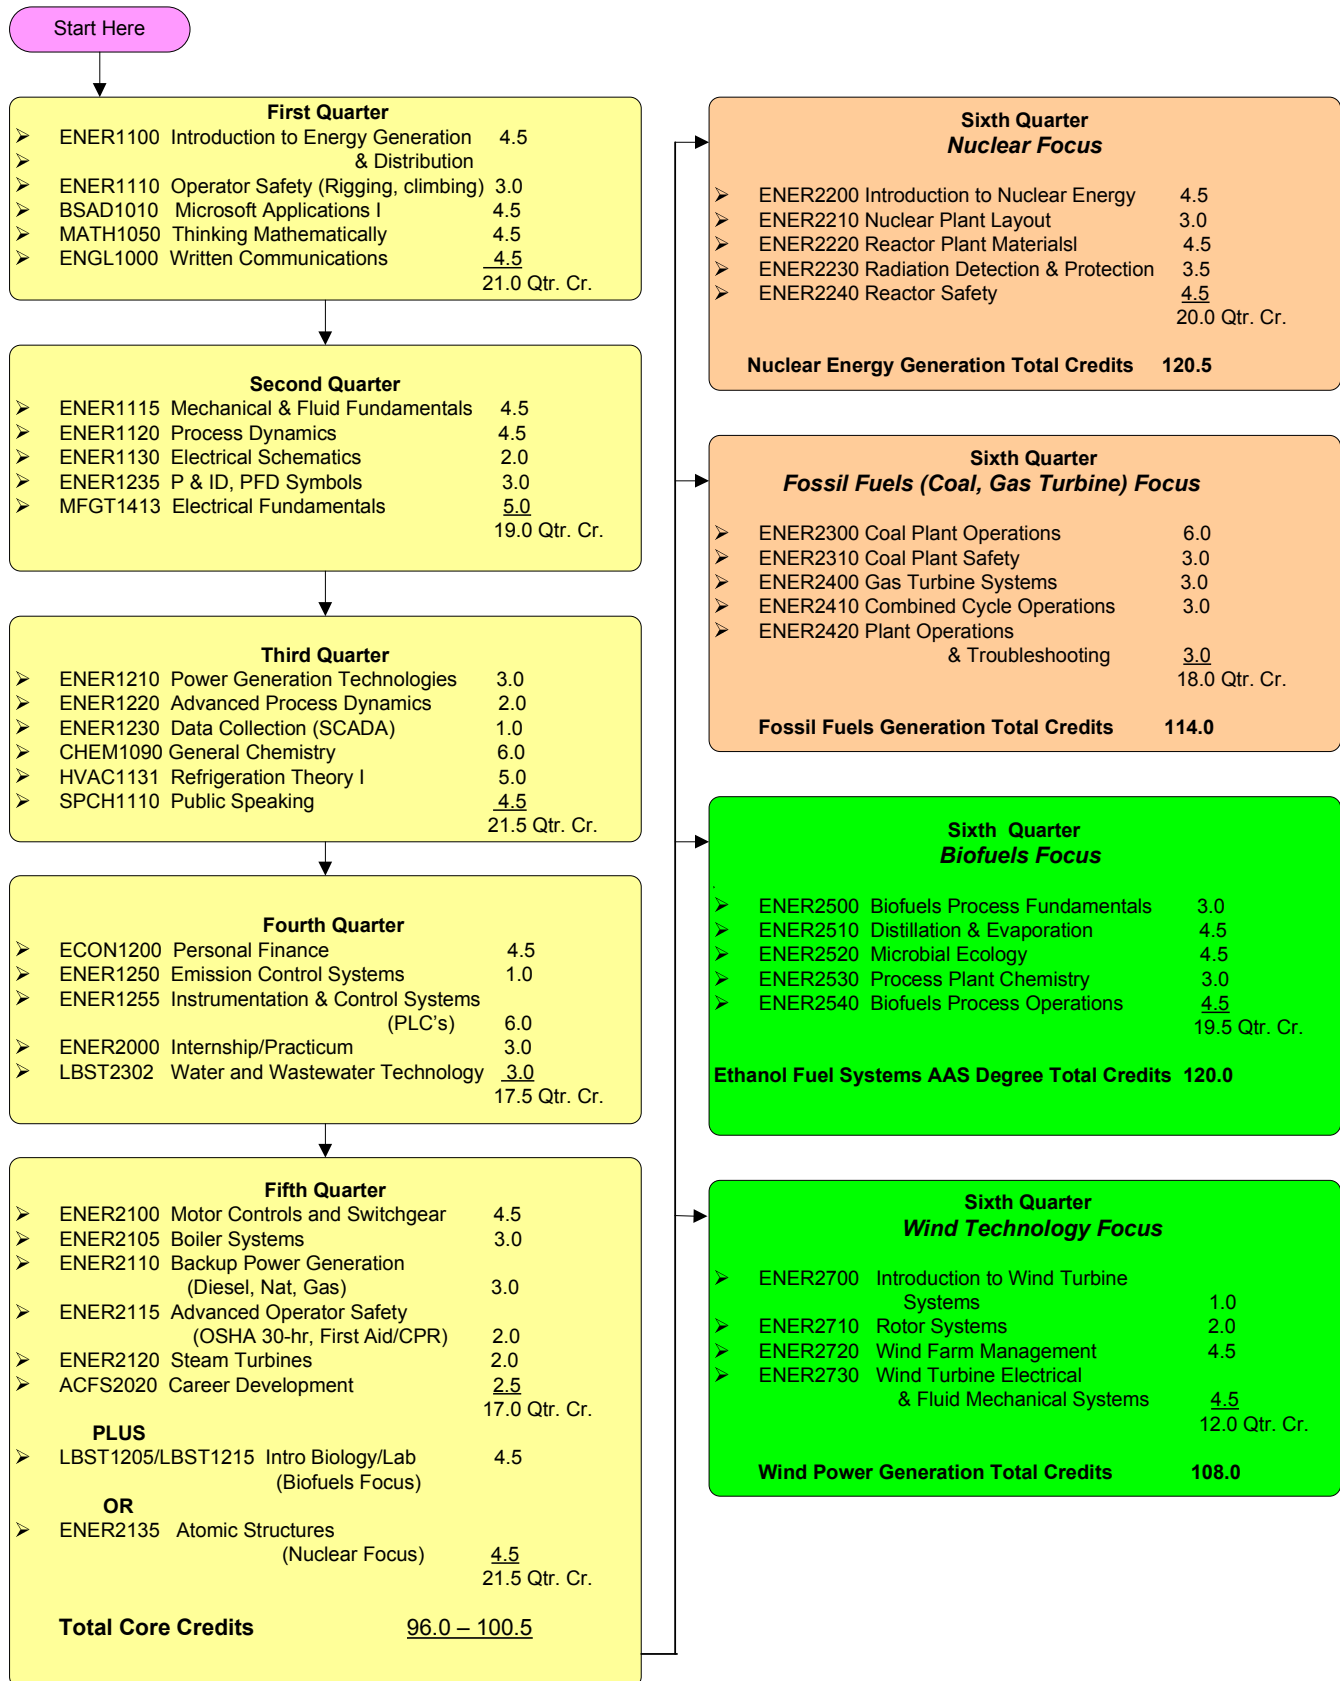 Start Here
First Quarter
➢ ENER1100 Introduction to Energy Generation 4.5
➢ & Distribution
➢ ENER1110 Operator Safety (Rigging, climbing) 3.0
➢ BSAD1010 Microsoft Applications I 4.5
➢ MATH1050 Thinking Mathematically 4.5
➢ ENGL1000 Written Communications 4.5
21.0 Qtr. Cr.
Second Quarter
➢ ENER1115 Mechanical & Fluid Fundamentals 4.5
➢ ENER1120 Process Dynamics 4.5
➢ ENER1130 Electrical Schematics 2.0
➢ ENER1235 P & ID, PFD Symbols 3.0
➢ MFGT1413 Electrical Fundamentals 5.0
19.0 Qtr. Cr.
Third Quarter
➢ ENER1210 Power Generation Technologies 3.0
➢ ENER1220 Advanced Process Dynamics 2.0
➢ ENER1230 Data Collection (SCADA) 1.0
➢ CHEM1090 General Chemistry 6.0
➢ HVAC1131 Refrigeration Theory I 5.0
➢ SPCH1110 Public Speaking 4.5
21.5 Qtr. Cr.
Fourth Quarter
➢ ECON1200 Personal Finance 4.5
➢ ENER1250 Emission Control Systems 1.0
➢ ENER1255 Instrumentation & Control Systems
(PLC's) 6.0
➢ ENER2000 Internship/Practicum 3.0
➢ LBST2302 Water and Wastewater Technology 3.0
17.5 Qtr. Cr.
Fifth Quarter
➢ ENER2100 Motor Controls and Switchgear 4.5
➢ ENER2105 Boiler Systems 3.0
➢ ENER2110 Backup Power Generation
(Diesel, Nat, Gas) 3.0
➢ ENER2115 Advanced Operator Safety
(OSHA 30-hr, First Aid/CPR) 2.0
➢ ENER2120 Steam Turbines 2.0
➢ ACFS2020 Career Development 2.5
17.0 Qtr. Cr.
PLUS
➢ LBST1205/LBST1215 Intro Biology/Lab 4.5
(Biofuels Focus)
OR
➢ ENER2135 Atomic Structures
(Nuclear Focus) 4.5
21.5 Qtr. Cr.
Total Core Credits 96.0 – 100.5
Sixth Quarter
Nuclear Focus
➢ ENER2200 Introduction to Nuclear Energy 4.5
➢ ENER2210 Nuclear Plant Layout 3.0
➢ ENER2220 Reactor Plant Materialsl 4.5
➢ ENER2230 Radiation Detection & Protection 3.5
➢ ENER2240 Reactor Safety 4.5
20.0 Qtr. Cr.
Nuclear Energy Generation Total Credits 120.5
Sixth Quarter
Fossil Fuels (Coal, Gas Turbine) Focus
➢ ENER2300 Coal Plant Operations 6.0
➢ ENER2310 Coal Plant Safety 3.0
➢ ENER2400 Gas Turbine Systems 3.0
➢ ENER2410 Combined Cycle Operations 3.0
➢ ENER2420 Plant Operations
& Troubleshooting 3.0
18.0 Qtr. Cr.
Fossil Fuels Generation Total Credits 114.0
Sixth Quarter
Biofuels Focus
➢ ENER2500 Biofuels Process Fundamentals 3.0
➢ ENER2510 Distillation & Evaporation 4.5
➢ ENER2520 Microbial Ecology 4.5
➢ ENER2530 Process Plant Chemistry 3.0
➢ ENER2540 Biofuels Process Operations 4.5
19.5 Qtr. Cr.
Ethanol Fuel Systems AAS Degree Total Credits 120.0
Sixth Quarter
Wind Technology Focus
➢ ENER2700 Introduction to Wind Turbine
Systems 1.0
➢ ENER2710 Rotor Systems 2.0
➢ ENER2720 Wind Farm Management 4.5
➢ ENER2730 Wind Turbine Electrical
& Fluid Mechanical Systems 4.5
12.0 Qtr. Cr.
Wind Power Generation Total Credits 108.0